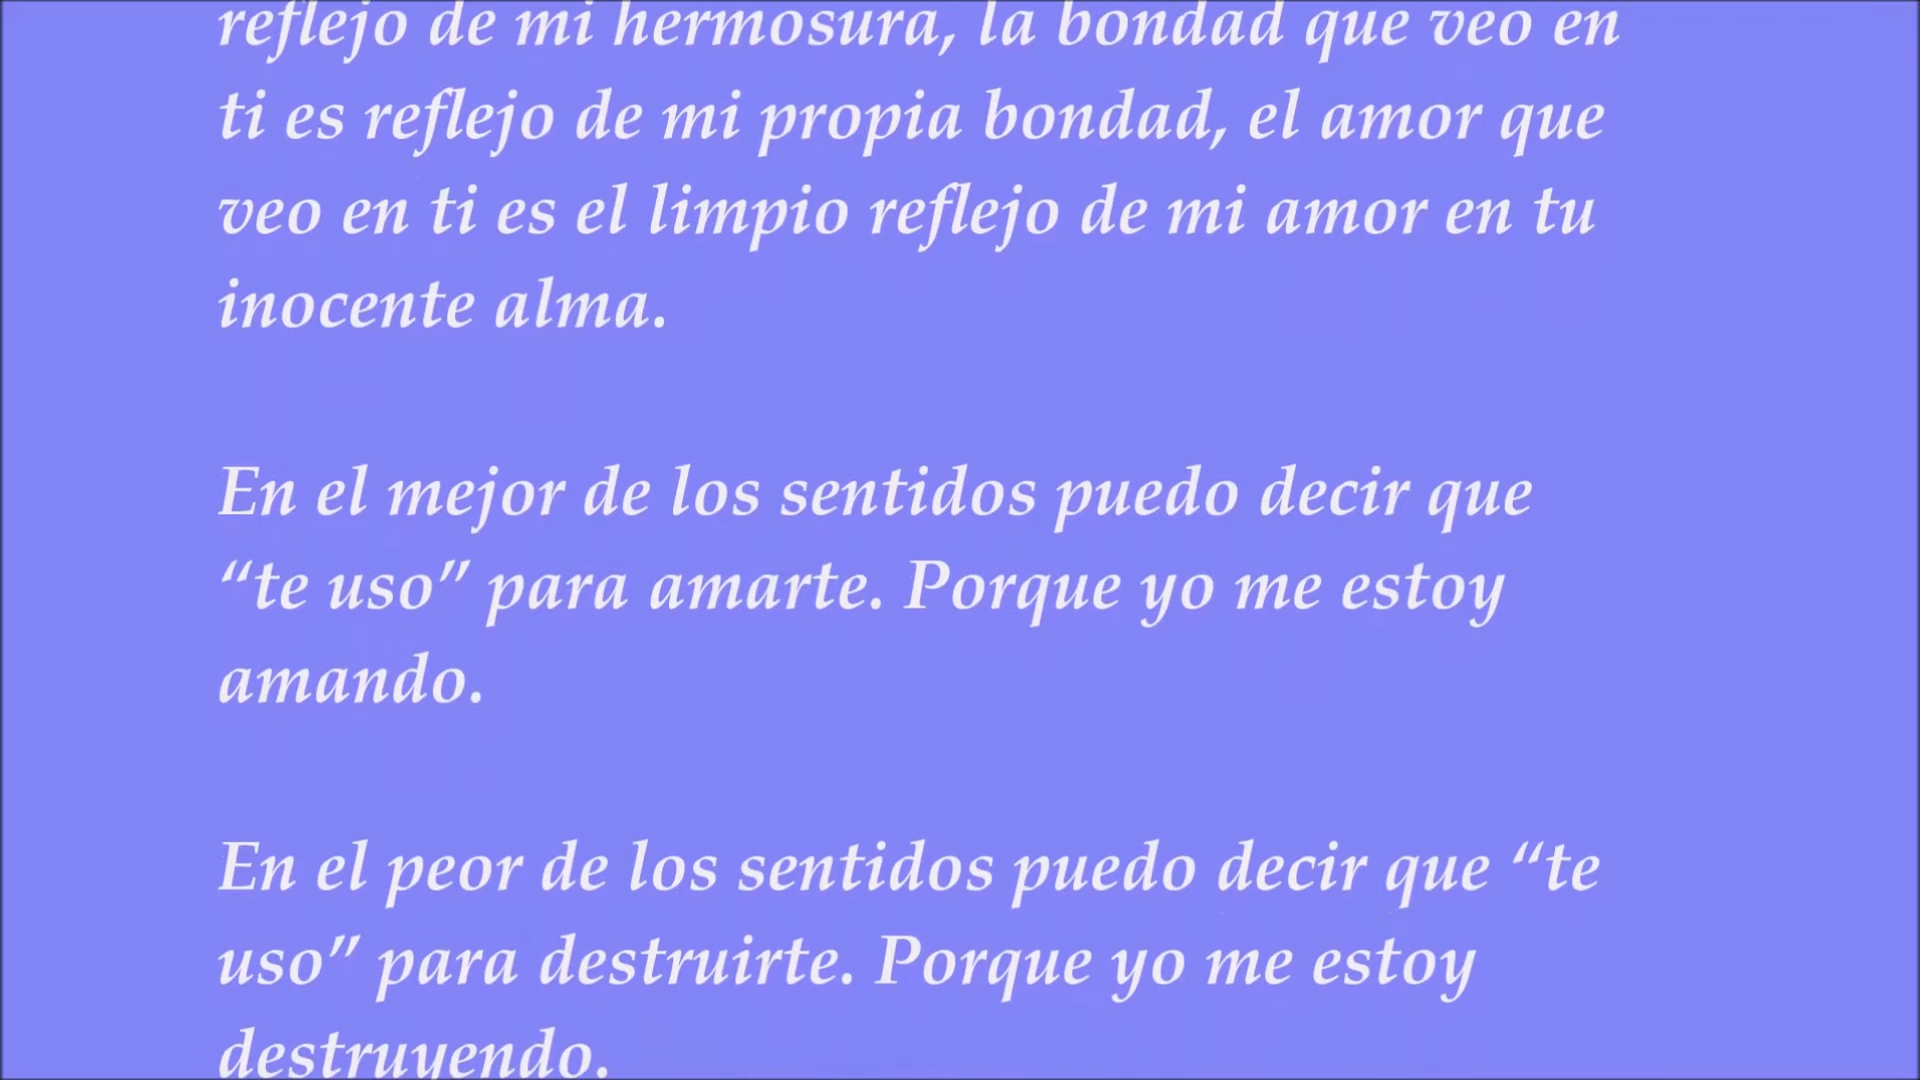 reflejo de mi hermosura, la bondad que veo en
ti es reflejo de mi propia bondad, el amor que
veo en ti es el limpio reflejo de mi amor en tu
inocente alma.
En el mejor de los sentidos puedo decir que
“te uso” para amarte. Porque yo me estoy
amando.
En el peor de los sentidos puedo decir que “te
uso” para destruirte. Porque yo me estoy
destruyendo.